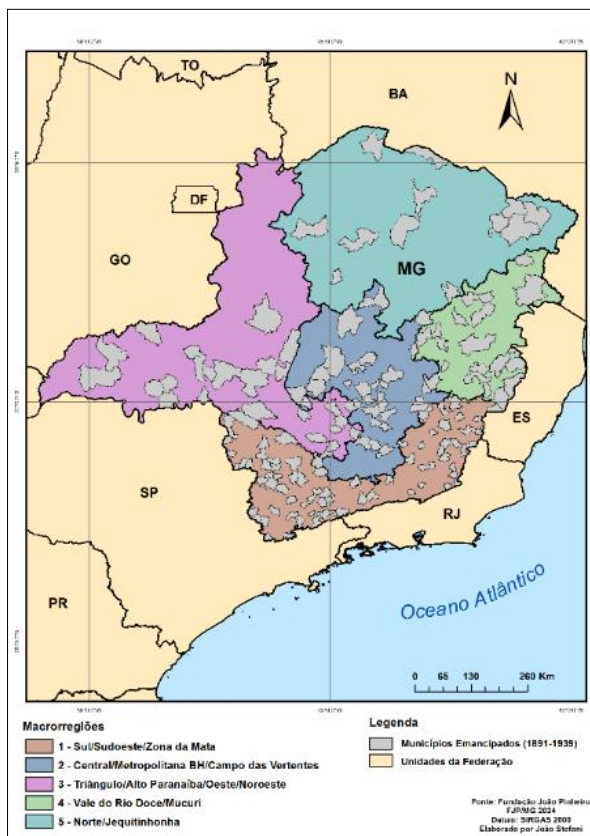 TO
BA
N
DF
GO
MG
ES
SP
RJ
PR
Oceano Atlântico
0 65 130 260 Km
Macrorregiões
1 - Sul/Sudoeste/Zona da Mata
2 - Central/Metropolitana BH/Campo das Vertentes
3 - Triângulo/Alto Paranaíba/Oeste/Noroeste
4 - Vale do Rio Doce/Mucuri
5 - Norte/Jequitinhonha
Legenda
Municípios Emancipados (1891-1939)
Unidades da Federação
Fonte: Fundação João Pinheiro
FJP/MG 2024
Datum: SIRGAS 2000
Elaborado por João Stefani